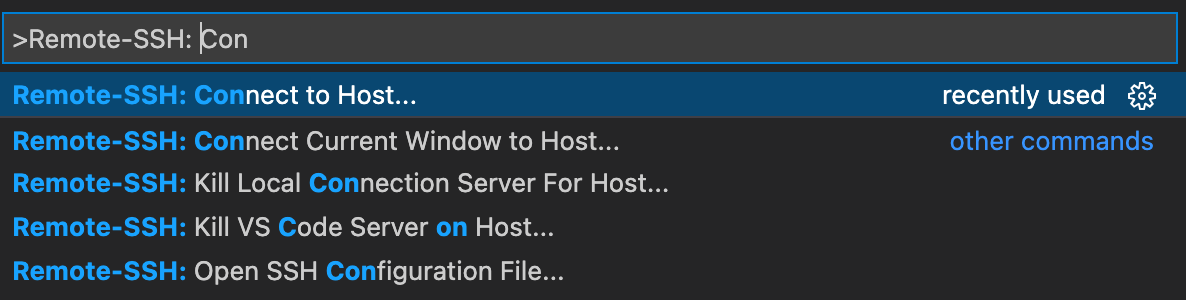 >Remote-SSH: Con
Remote-SSH: Connect to Host... recently used
Remote-SSH: Connect Current Window to Host... other commands
Remote-SSH: Kill Local Connection Server For Host...
Remote-SSH: Kill VS Code Server on Host...
Remote-SSH: Open SSH Configuration File...